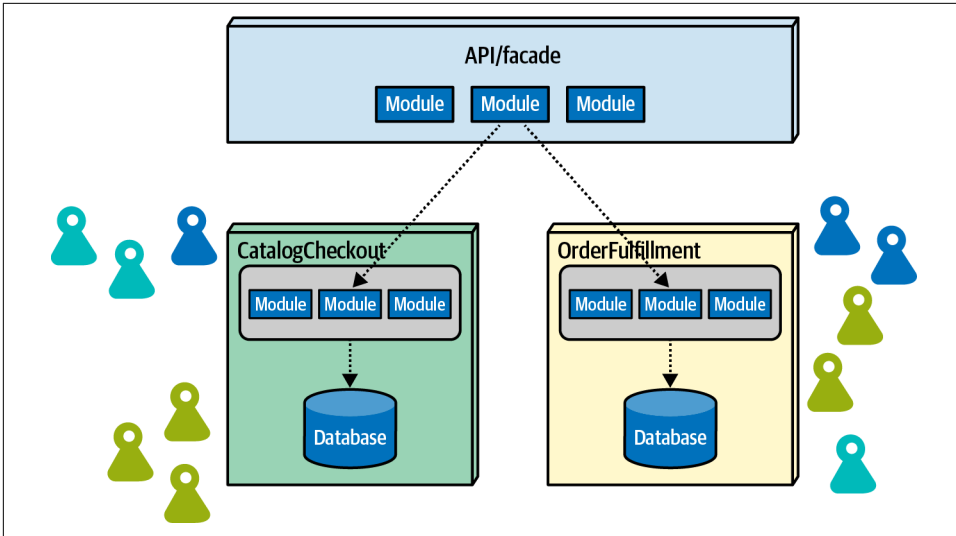 API/facade
Module Module Module
CatalogCheckout
Module Module Module
Database
OrderFulfillment
Module Module Module
Database